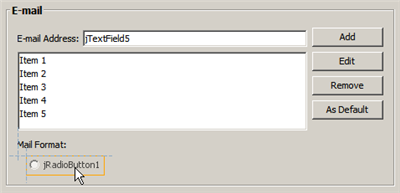 E-mail
E-mail Address: jTextField5 Add
Item 1 Edit
Item 2
Item 3 Remove
Item 4
Item 5 As Default
Mail Format:
jRadioButton1